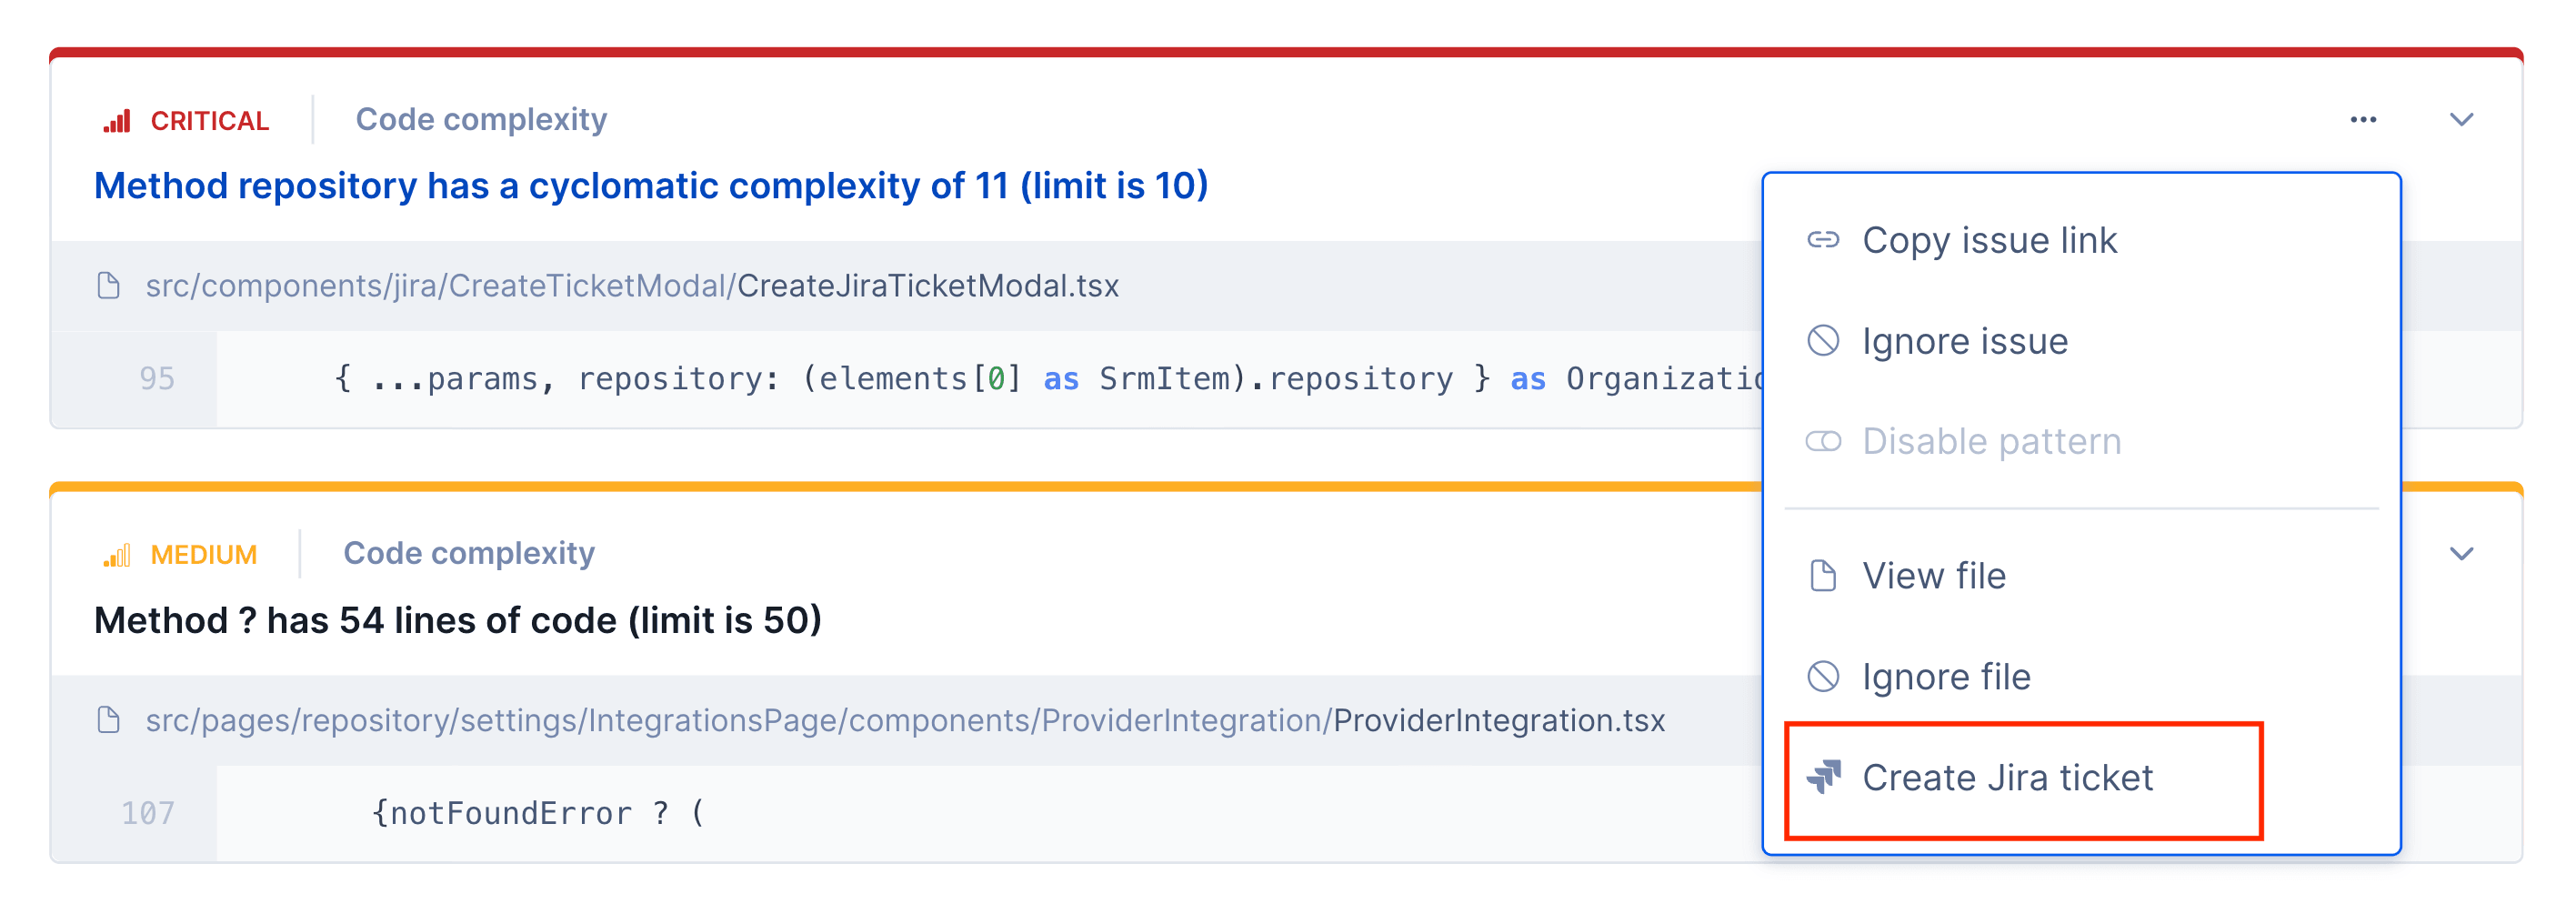 CRITICAL Code complexity
Method repository has a cyclomatic complexity of 11 (limit is 10)
src/components/jira/CreateTicketModal/CreateJiraTicketModal.tsx
95 { ...params, repository: (elements[0] as SrmItem).repository } as Organizatio
MEDIUM Code complexity
Method ? has 54 lines of code (limit is 50)
src/pages/repository/settings/IntegrationsPage/components/ProviderIntegration/ProviderIntegration.tsx
107 {notFoundError ? (
Copy issue link
Ignore issue
Disable pattern
View file
Ignore file
Create Jira ticket